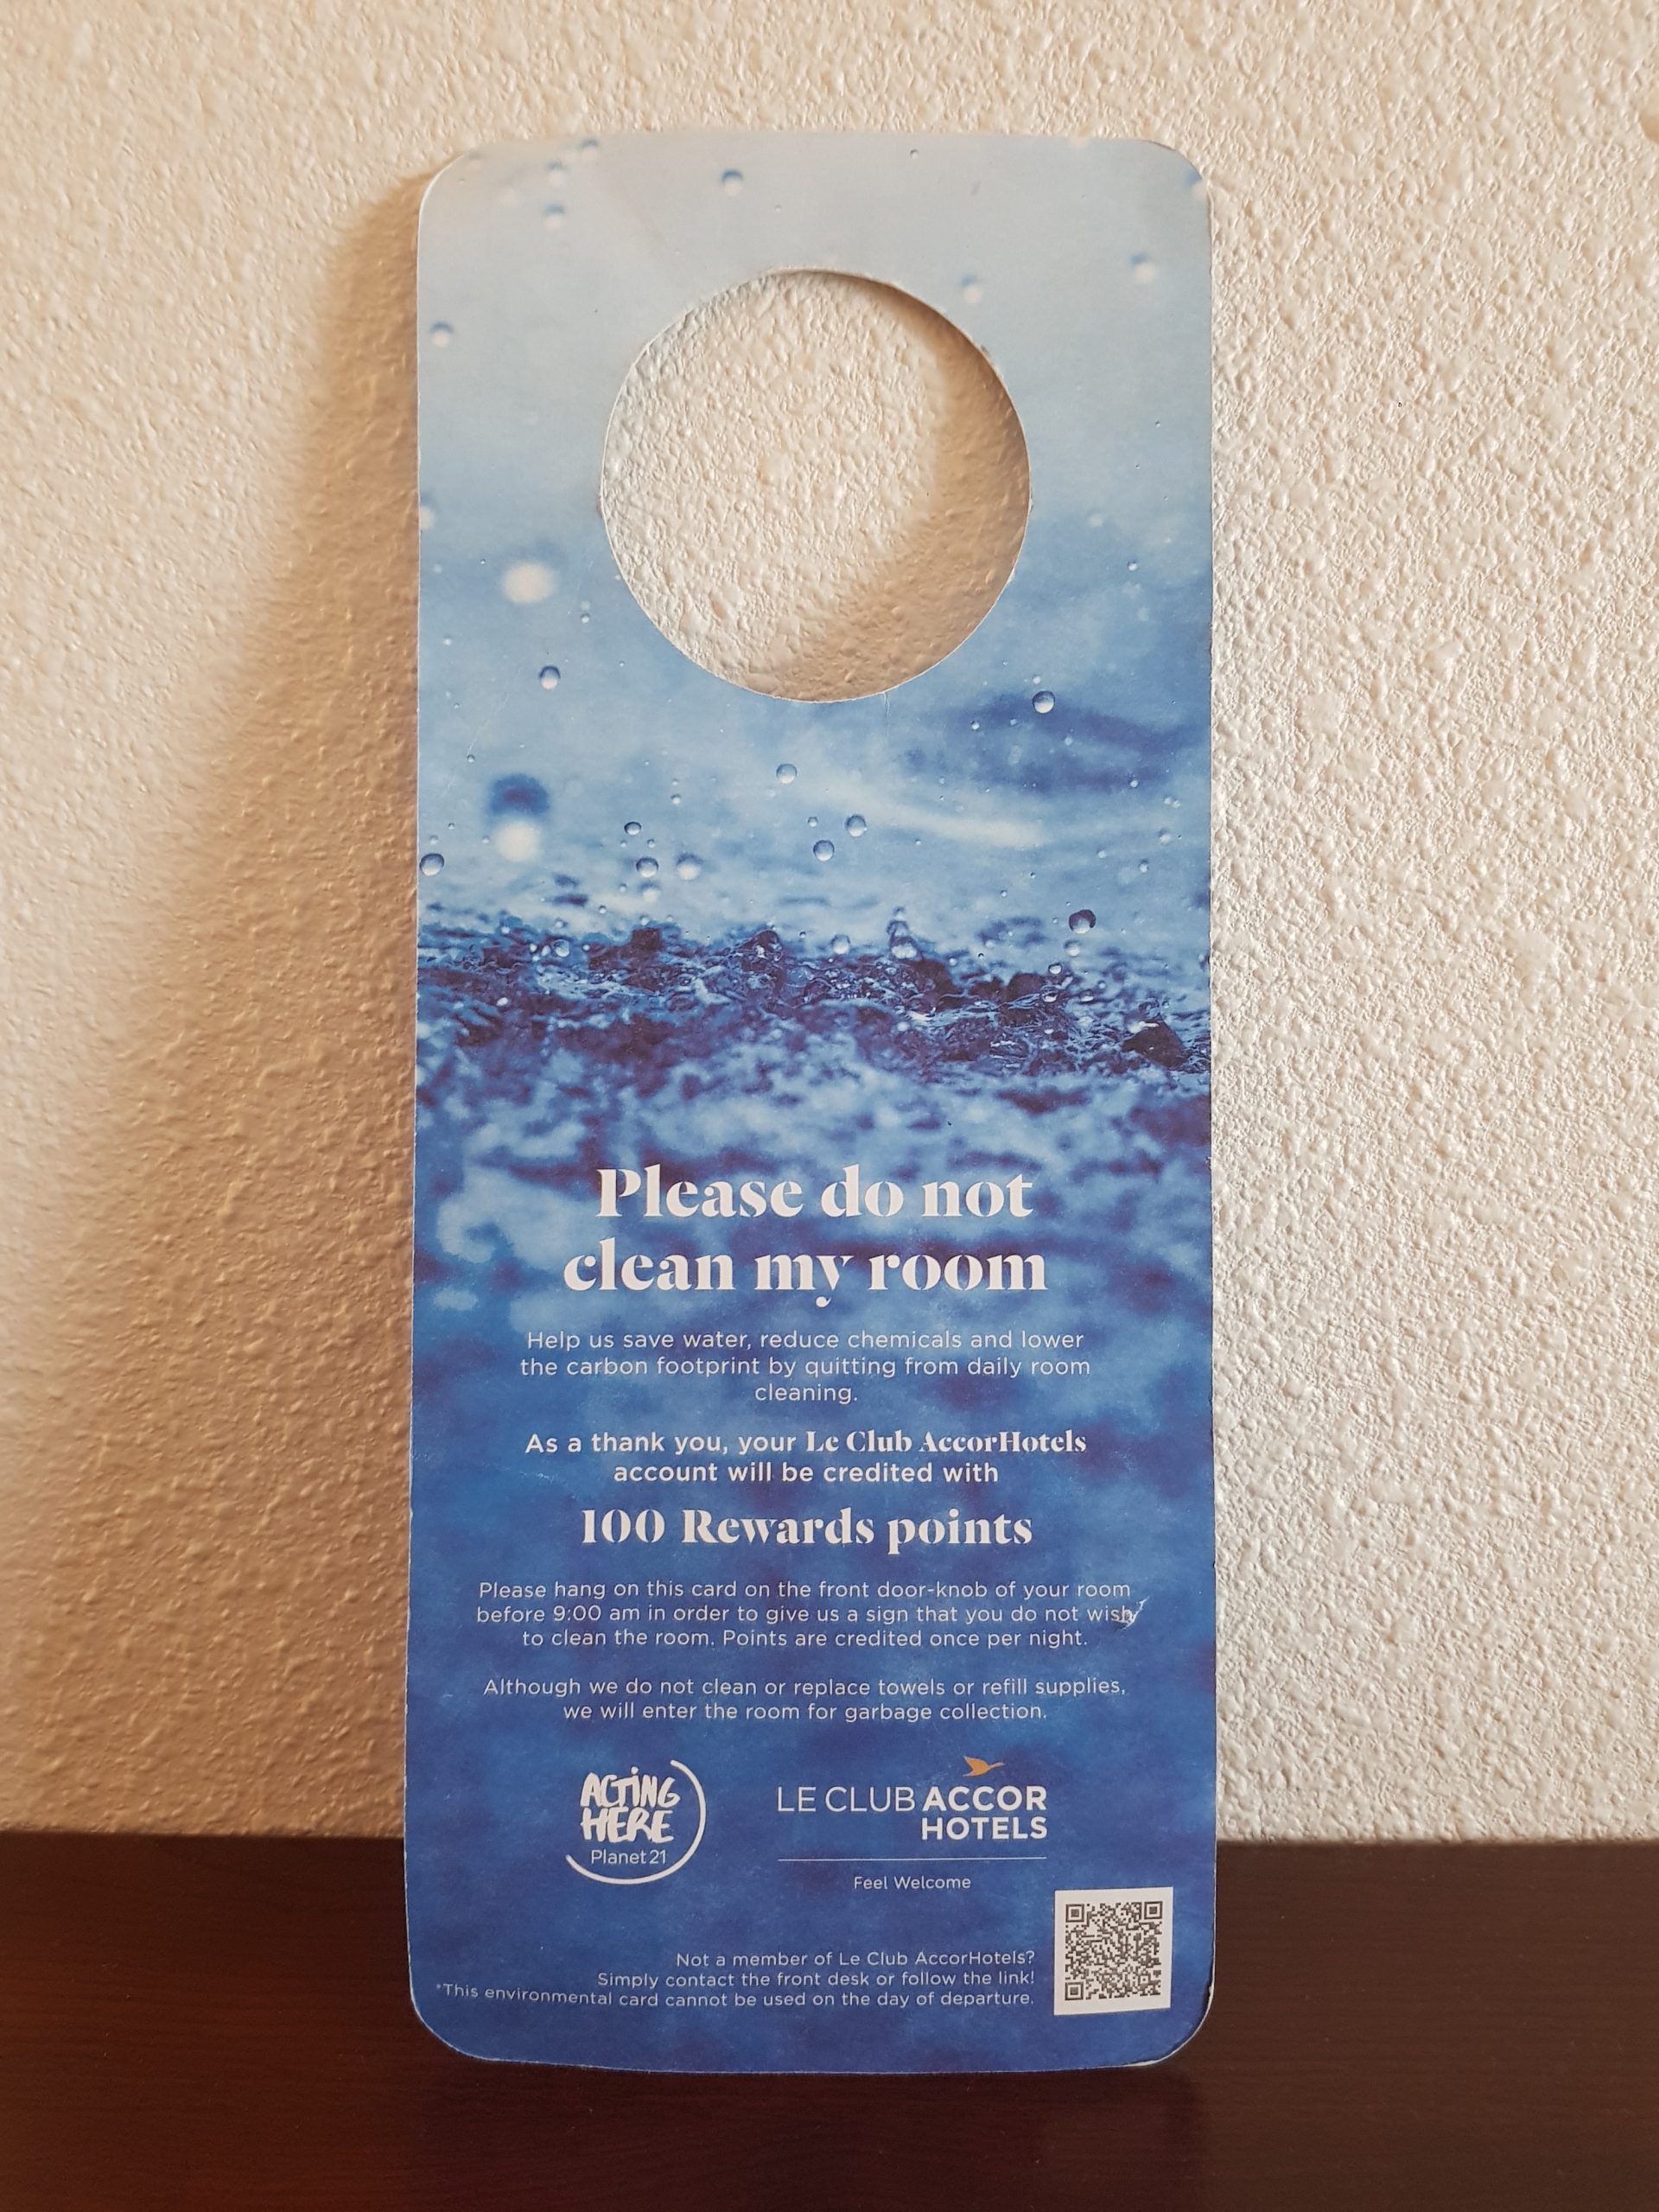 Please do not
clean my room
Help us save water, reduce chemicals and lower
the carbon footprint by quitting from daily room
cleaning.
As a thank you, your Le Club AccorHotels
account will be credited with
100 Rewards points
Please hang on this card on the front door-knob of your room
before 9:00 am in order to give us a sign that you do not wish
to clean the room. Points are credited once per night.
Although we do not clean or replace towels or refill supplies,
we will enter the room for garbage collection.
ACTING
HERE
Planet 21
LE CLUB ACCOR
HOTELS
Feel Welcome
Not a member of Le Club AccorHotels?
Simply contact the front desk or follow the link!
*This environmental card cannot be used on the day of departure.